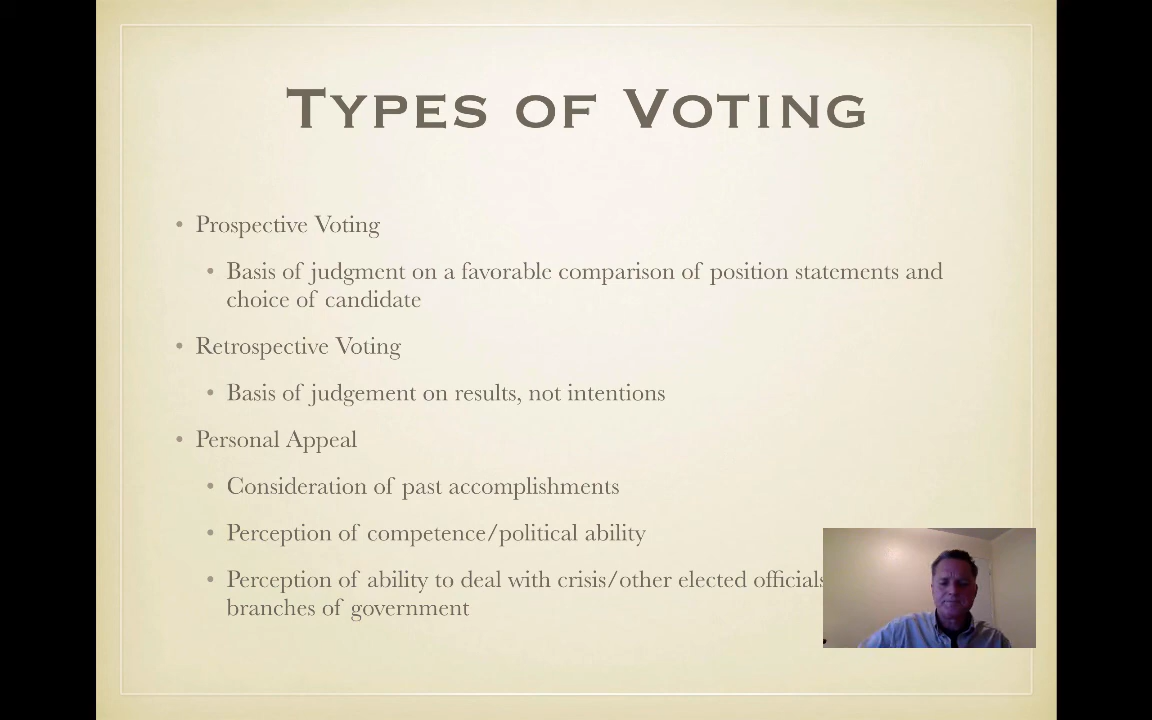 Types of Voting
• Prospective Voting
• Basis of judgment on a favorable comparison of position statements and
choice of candidate
• Retrospective Voting
• Basis of judgement on results, not intentions
• Personal Appeal
• Consideration of past accomplishments
• Perception of competence/political ability
• Perception of ability to deal with crisis/other elected officials
branches of government